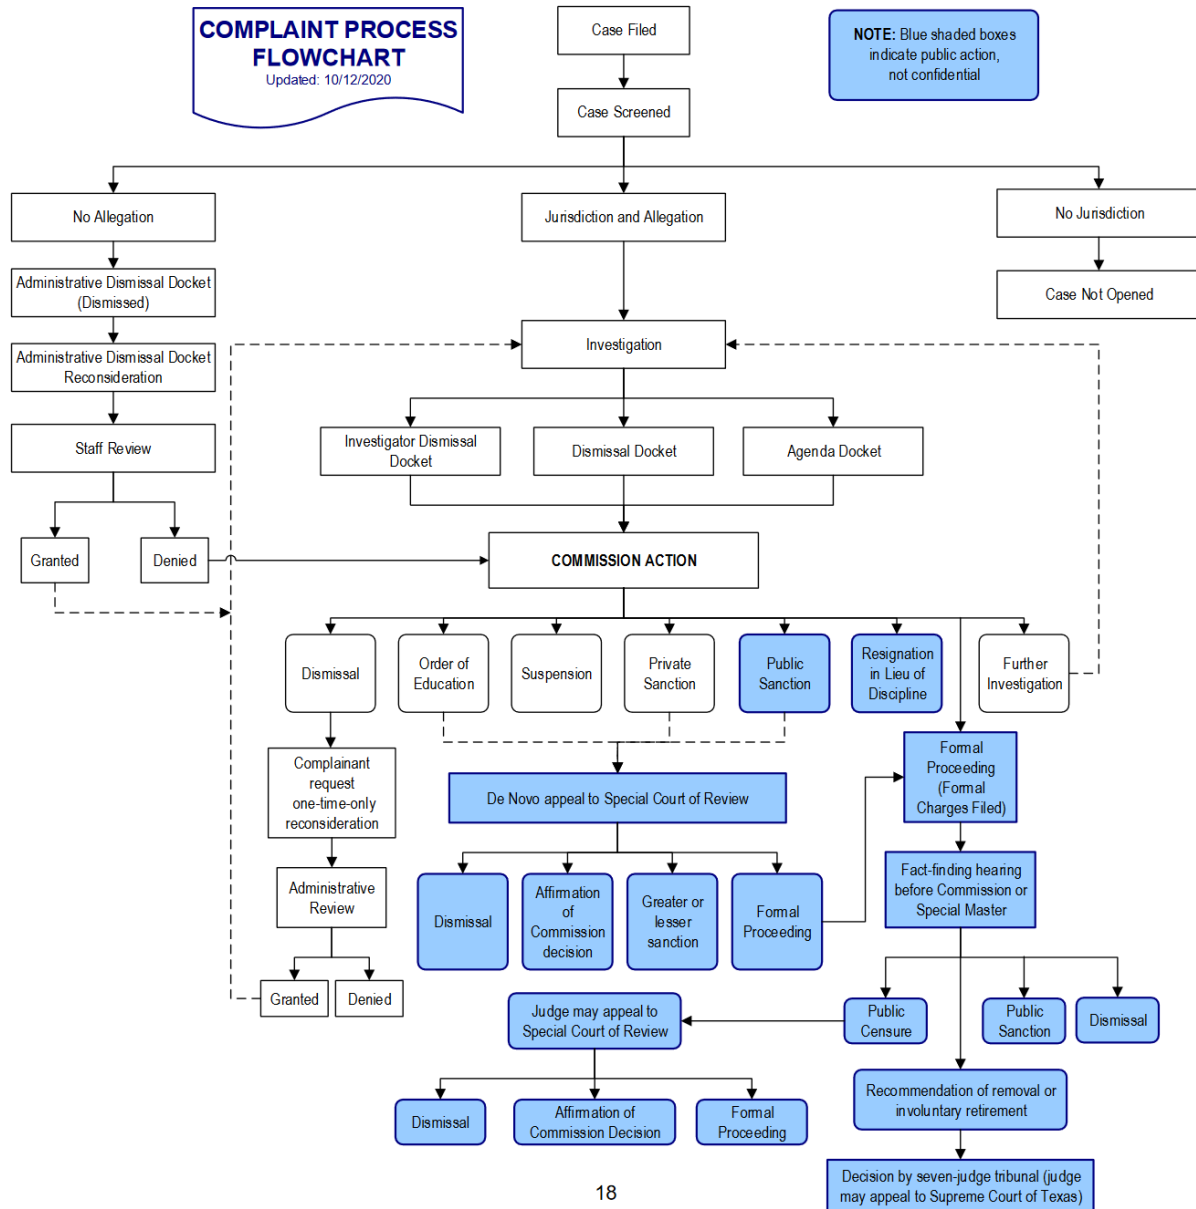 COMPLAINT PROCESS
FLOWCHART
Updated: 10/12/2020
Case Filed
NOTE: Blue shaded boxes
indicate public action,
not confidential
Case Screened
No Allegation
Jurisdiction and Allegation
No Jurisdiction
Administrative Dismissal Docket
(Dismissed)
Case Not Opened
Administrative Dismissal Docket
Reconsideration
Investigation
Staff Review
Investigator Dismissal
Docket
Dismissal Docket
Agenda Docket
Granted
Denied
COMMISSION ACTION
Dismissal
Order of
Education
Suspension
Private
Sanction
Public
Sanction
Resignation
in Lieu of
Discipline
Further
Investigation
Complainant
request
one-time-only
reconsideration
De Novo appeal to Special Court of Review
Formal
Proceeding
(Formal
Charges Filed)
Administrative
Review
Dismissal
Affirmation
of
Commission
decision
Greater or
lesser
sanction
Formal
Proceeding
Fact-finding hearing
before Commission or
Special Master
Granted
Denied
Judge may appeal to
Special Court of Review
Public
Censure
Public
Sanction
Dismissal
Dismissal
Affirmation of
Commission Decision
Formal
Proceeding
Recommendation of removal or
involuntary retirement
Decision by seven-judge tribunal (judge
may appeal to Supreme Court of Texas)
18